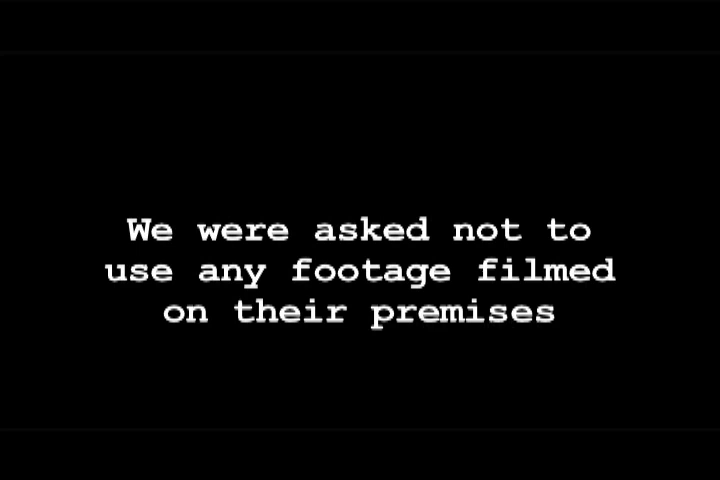 We were asked not to
use any footage filmed
on their premises